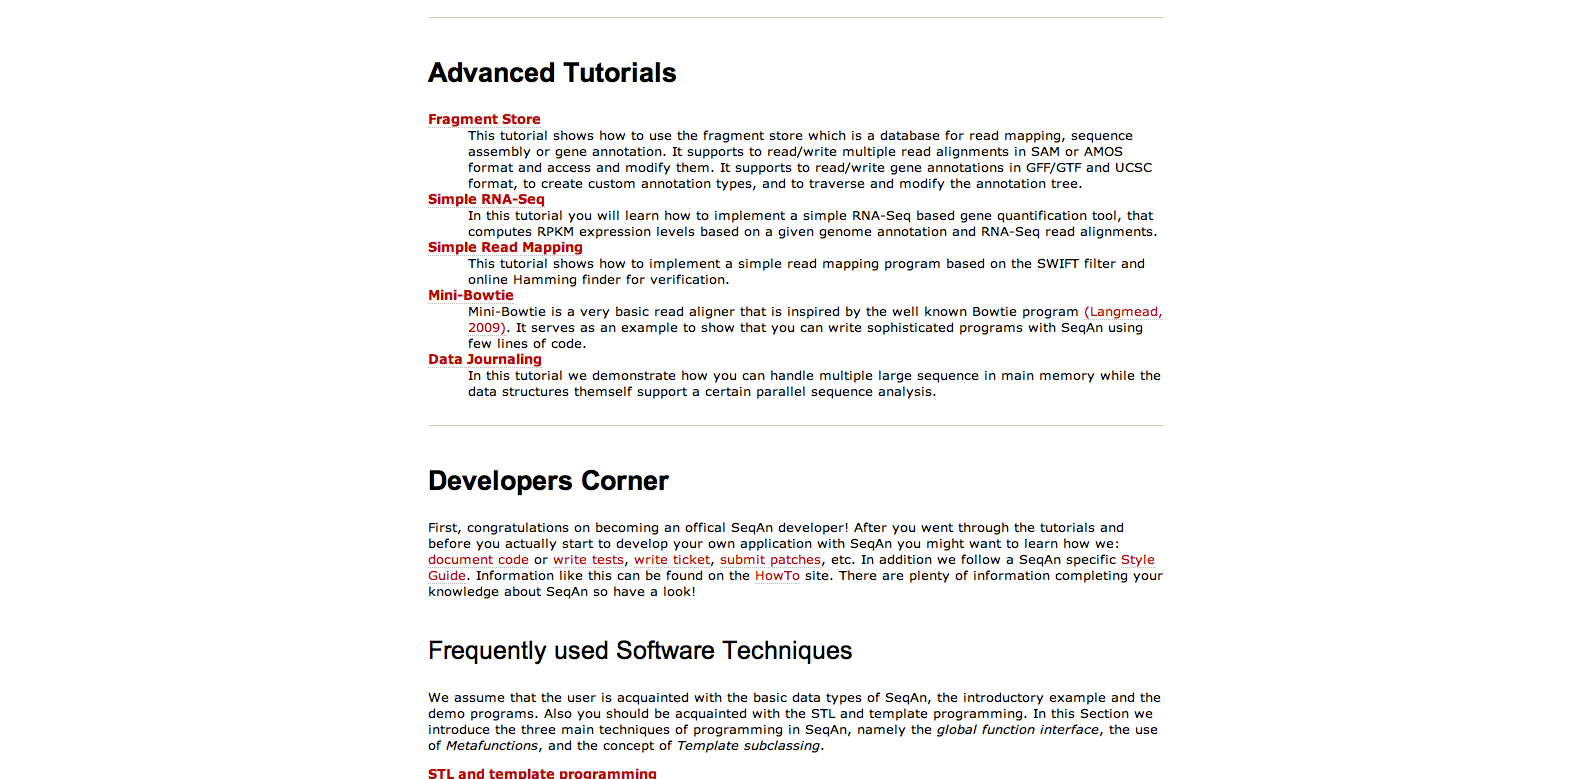 Advanced Tutorials
Fragment Store
This tutorial shows how to use the fragment store which is a database for read mapping, sequence
assembly or gene annotation. It supports to read/write multiple read alignments in SAM or AMOS
format and access and modify them. It supports to read/write gene annotations in GFF/GTF and UCSC
format, to create custom annotation types, and to traverse and modify the annotation tree.
Simple RNA-Seq
In this tutorial you will learn how to implement a simple RNA-Seq based gene quantification tool, that
computes RPKM expression levels based on a given genome annotation and RNA-Seq read alignments.
Simple Read Mapping
This tutorial shows how to implement a simple read mapping program based on the SWIFT filter and
online Hamming finder for verification.
Mini-Bowtie
Mini-Bowtie is a very basic read aligner that is inspired by the well known Bowtie program (Langmead,
2009). It serves as an example to show that you can write sophisticated programs with SeqAn using
few lines of code.
Data Journaling
In this tutorial we demonstrate how you can handle multiple large sequence in main memory while the
data structures themself support a certain parallel sequence analysis.
Developers Corner
First, congratulations on becoming an offical SeqAn developer! After you went through the tutorials and
before you actually start to develop your own application with SeqAn you might want to learn how we:
document code or write tests, write ticket, submit patches, etc. In addition we follow a SeqAn specific Style
Guide. Information like this can be found on the HowTo site. There are plenty of information completing your
knowledge about SeqAn so have a look!
Frequently used Software Techniques
We assume that the user is acquainted with the basic data types of SeqAn, the introductory example and the
demo programs. Also you should be acquainted with the STL and template programming. In this Section we
introduce the three main techniques of programming in SeqAn, namely the global function interface, the use
of Metafunctions, and the concept of Template subclassing.
STL and template programming